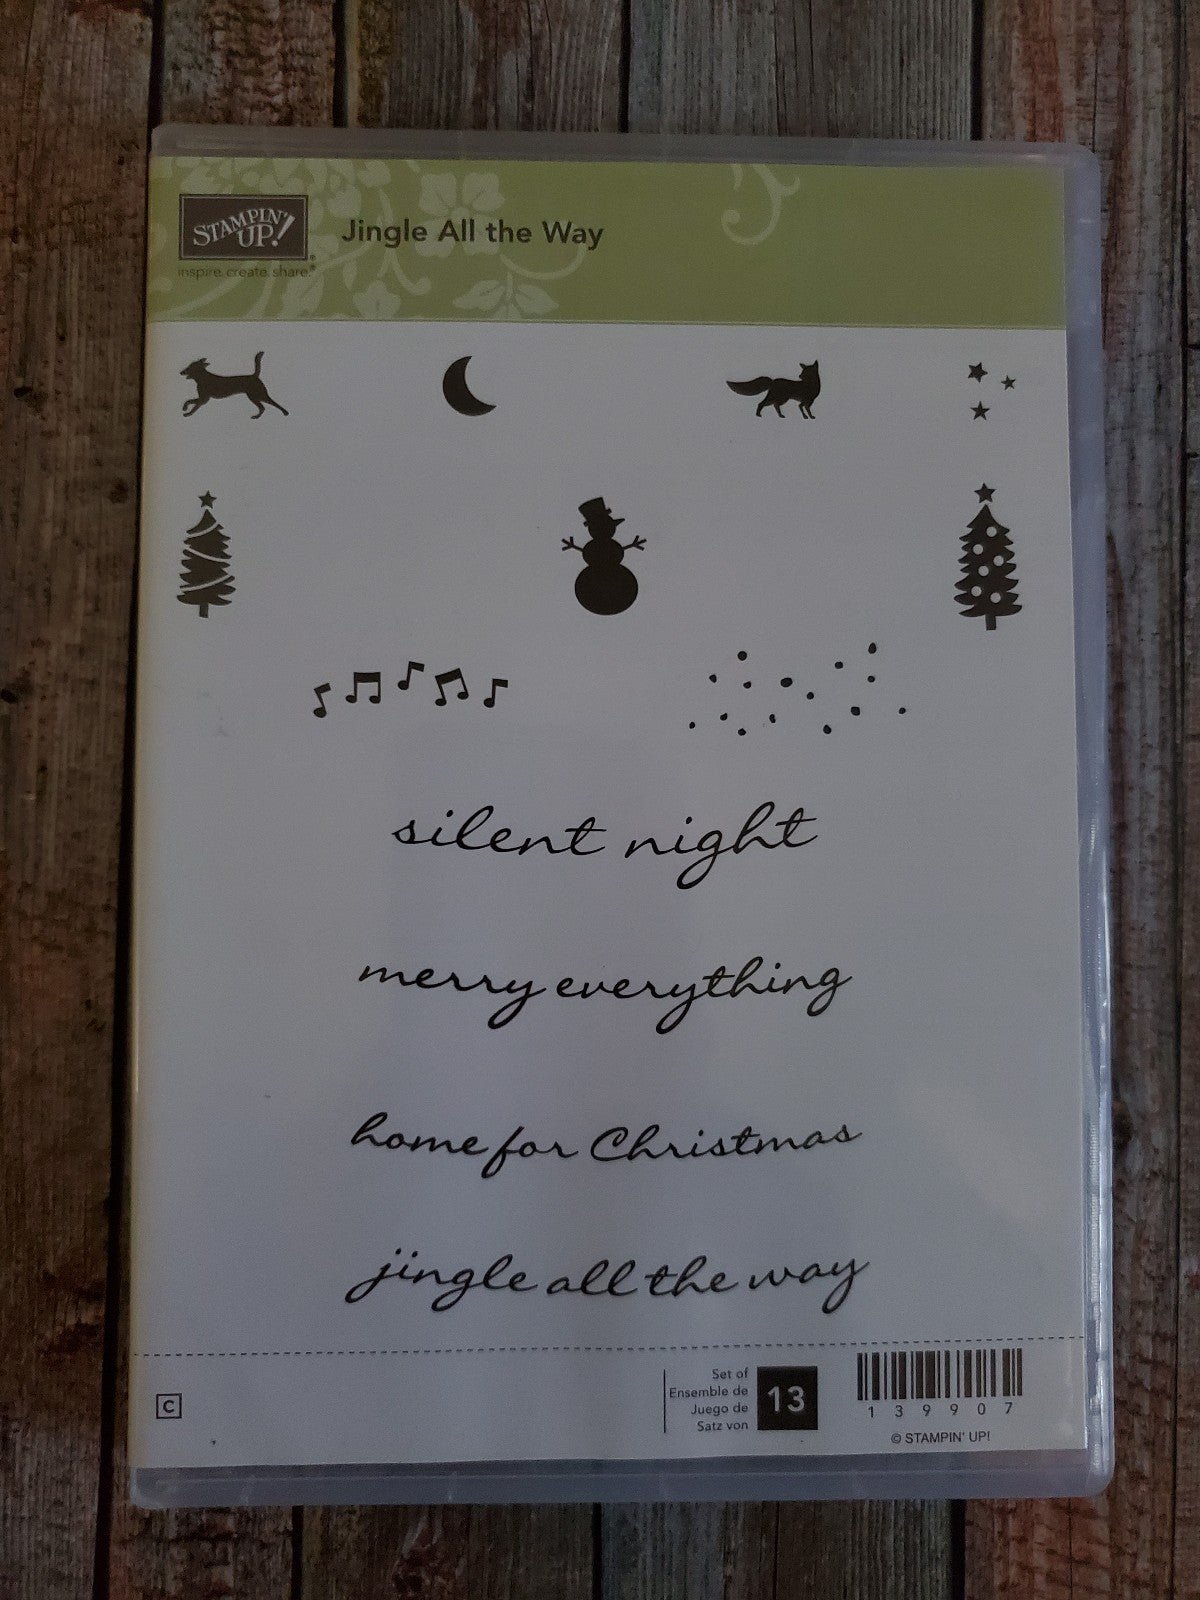 STAMPIN' UP!®
inspire. create. share.®
Jingle All the Way
silent night
merry everything
home for Christmas
jingle all the way
C
Set of
Ensemble de
Juego de
Satz von
13
139907
© STAMPIN' UP!